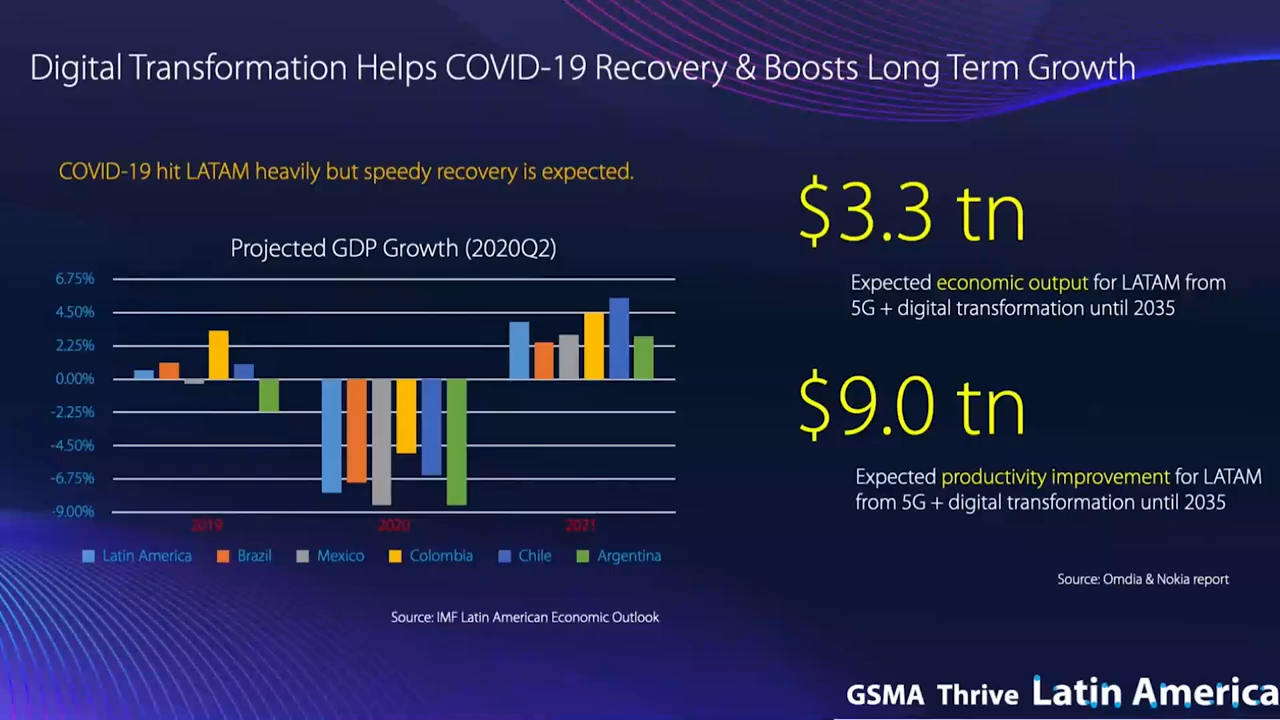 Digital Transformation Helps COVID-19 Recovery & Boosts Long Term Growth
COVID-19 hit LATAM heavily but speedy recovery is expected.
Projected GDP Growth (2020Q2)
6.75%
4.50%
2.25%
0.00%
-2.25%
-4.50%
-6.75%
-9.00%
2019 2020 2021
Latin America Brazil Mexico Colombia Chile Argentina
Source: IMF Latin American Economic Outlook
$3.3 tn
Expected economic output for LATAM from
5G + digital transformation until 2035
$9.0 tn
Expected productivity improvement for LATAM
from 5G + digital transformation until 2035
Source: Omdia & Nokia report
GSMA Thrive Latin America